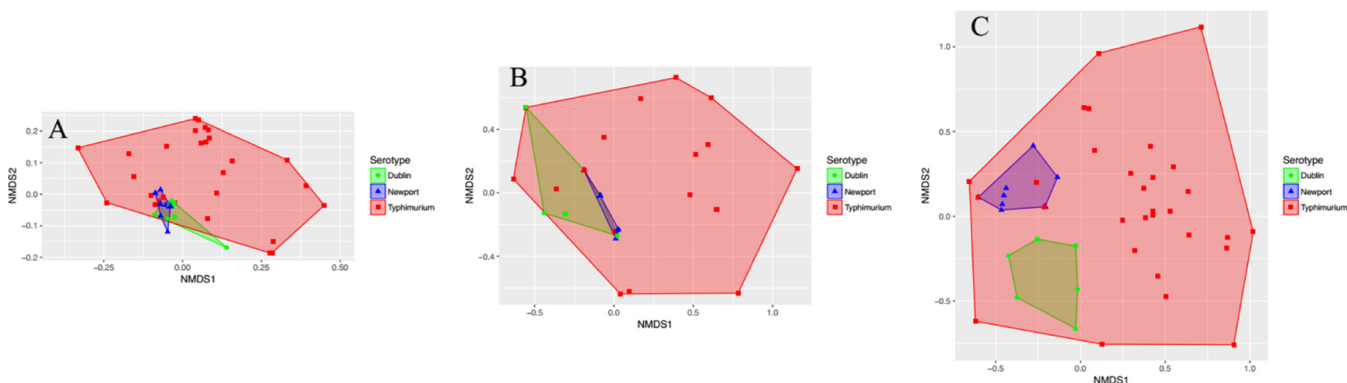 A
NMDS2
0.2
0.1
0.0
−0.1
−0.2
−0.25
0.00
0.25
0.50
NMDS1
Serotype
Dublin
Newport
Typhimurium
B
NMDS2
0.4
0.0
−0.4
−0.5
0.0
0.5
1.0
NMDS1
Serotype
Dublin
Newport
Typhimurium
C
NMDS2
1.0
0.5
0.0
−0.5
−0.5
0.0
0.5
1.0
NMDS1
Serotype
Dublin
Newport
Typhimurium